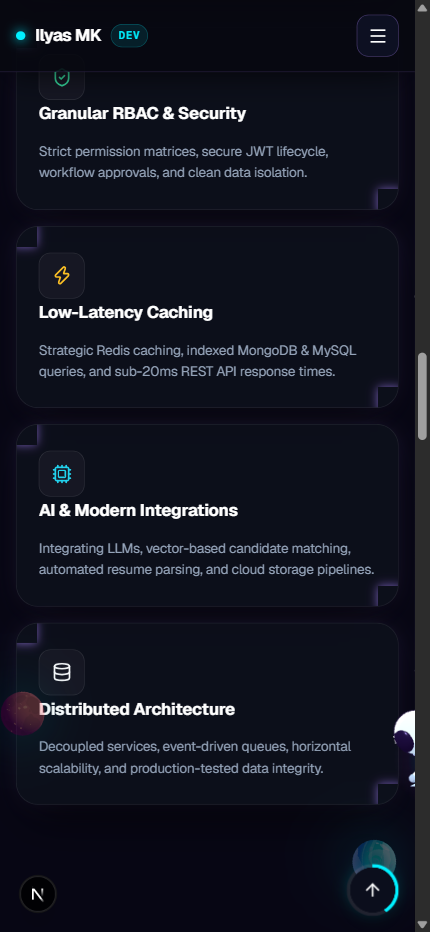 Ilyas MK
DEV
Granular RBAC & Security
Strict permission matrices, secure JWT lifecycle,
workflow approvals, and clean data isolation.
Low-Latency Caching
Strategic Redis caching, indexed MongoDB & MySQL
queries, and sub-20ms REST API response times.
AI & Modern Integrations
Integrating LLMs, vector-based candidate matching,
automated resume parsing, and cloud storage pipelines.
Distributed Architecture
Decoupled services, event-driven queues, horizontal
scalability, and production-tested data integrity.
N